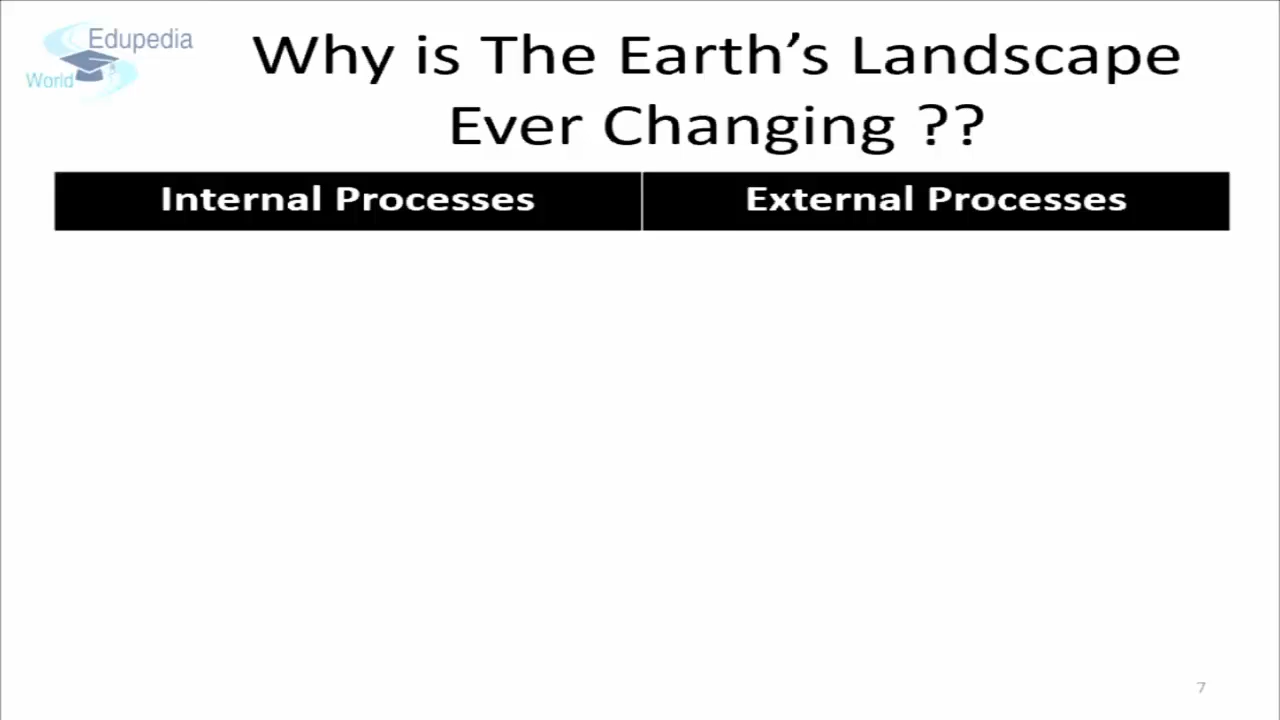 Edupedia
World
Why is The Earth’s Landscape
Ever Changing ??
Internal Processes
External Processes
7